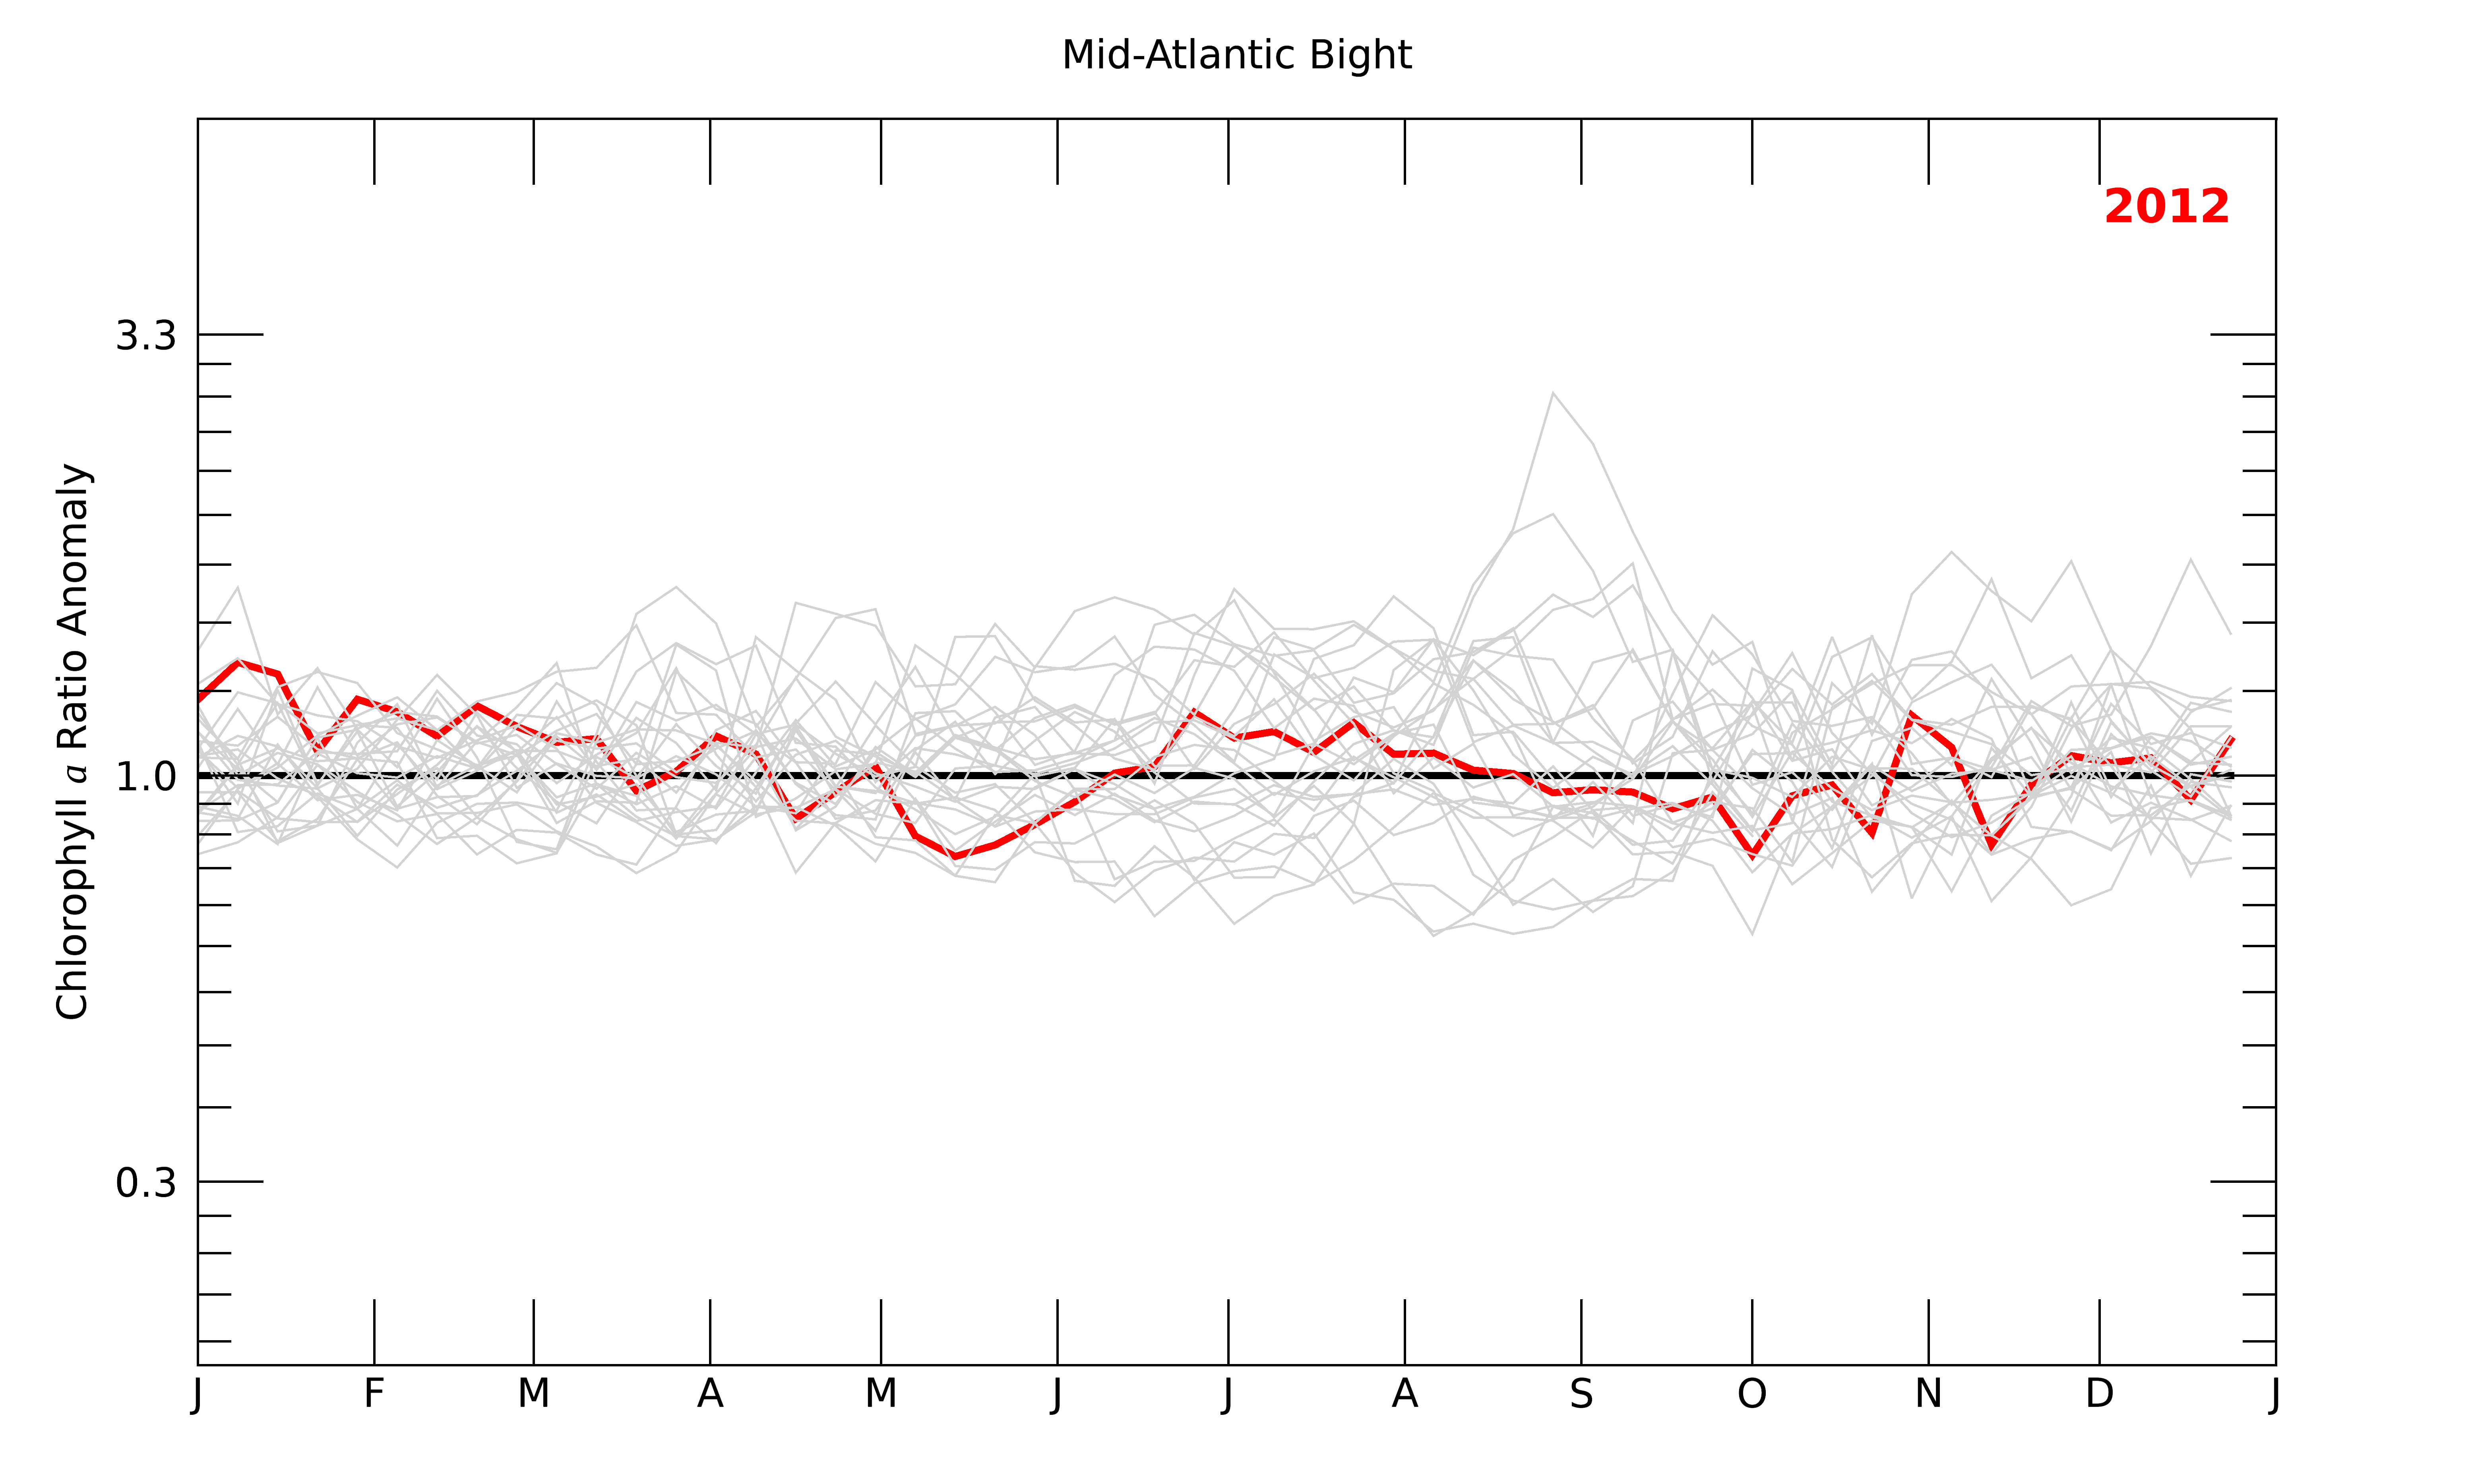 Mid-Atlantic Bight
2012
Chlorophyll a Ratio Anomaly
3.3
1.0
0.3
J F M A M J J A S O N D J